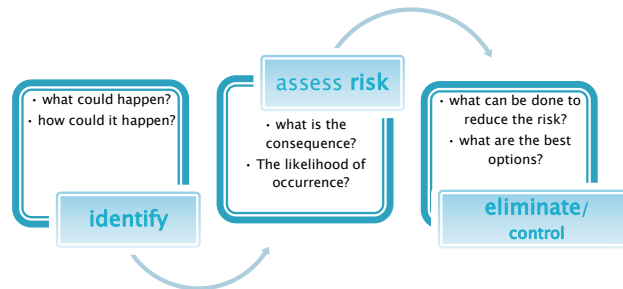 • what could happen?
• how could it happen?
identify
assess risk
• what is the
consequence?
• The likelihood of
occurrence?
• what can be done to
reduce the risk?
• what are the best
options?
eliminate/
control